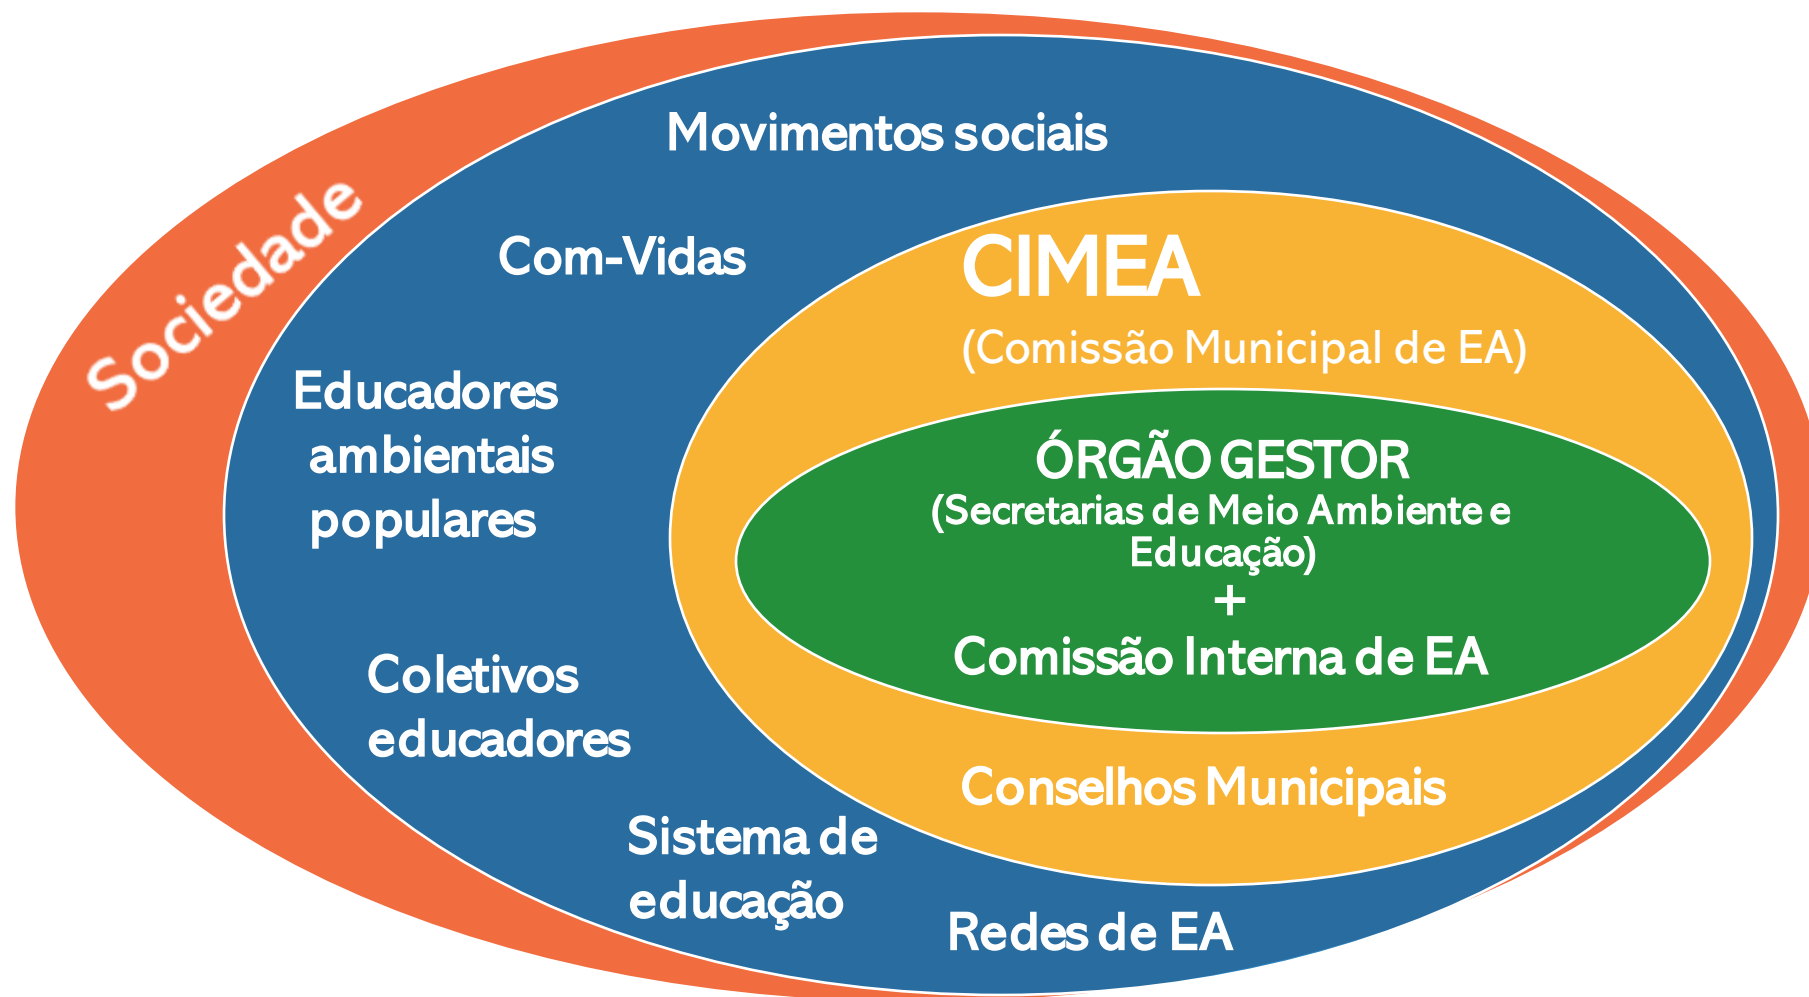 Sociedade
Movimentos sociais
Com-Vidas
Educadores
ambientais
populares
Coletivos
educadores
Sistema de
educação
Redes de EA
CIMEA
(Comissão Municipal de EA)
ÓRGÃO GESTOR
(Secretarias de Meio Ambiente e
Educação)
+
Comissão Interna de EA
Conselhos Municipais